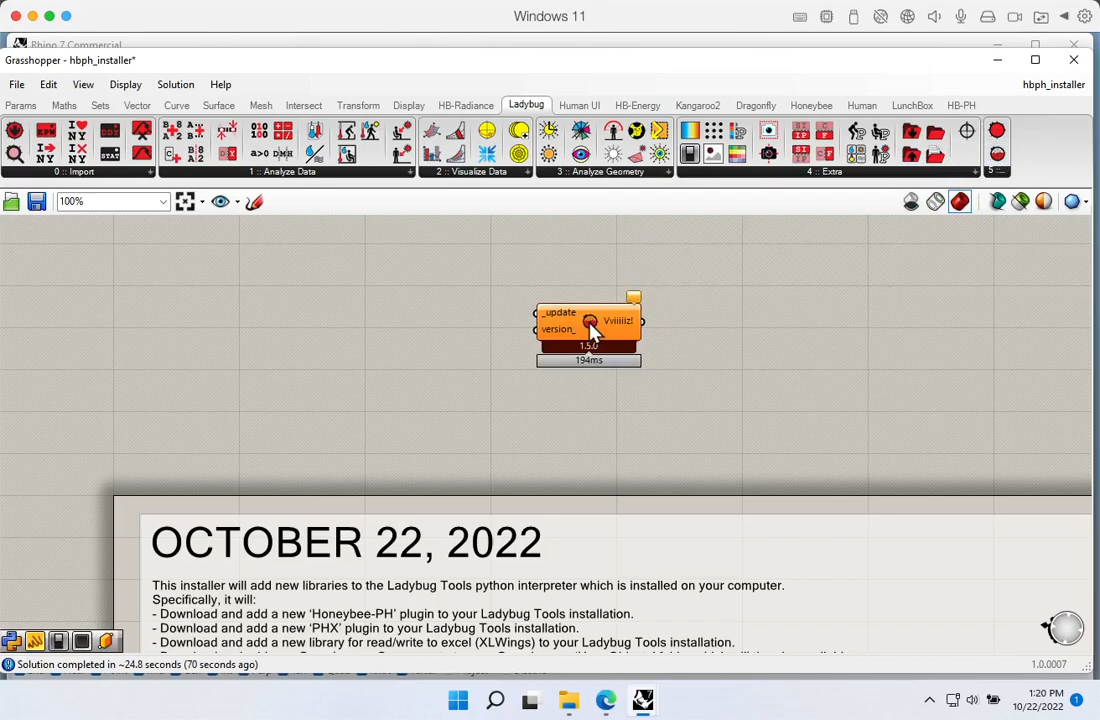 Windows 11
Rhino 7 Commercial
Grasshopper - hbph_installer*
File Edit View Display Solution Help
hbph_installer
Params Maths Sets Vector Curve Surface Mesh Intersect Transform Display HB-Radiance Ladybug Human UI HB-Energy Kangaroo2 Dragonfly Honeybee Human LunchBox HB-PH
0 :: Import
1 :: Analyze Data
2 :: Visualize Data
3 :: Analyze Geometry
4 :: Extra
100%
_update
version_
Vviiiiz!
1.5.0
194ms
OCTOBER 22, 2022
This installer will add new libraries to the Ladybug Tools python interpreter which is installed on your computer.
Specifically, it will:
- Download and add a new 'Honeybee-PH' plugin to your Ladybug Tools installation.
- Download and add a new 'PHX' plugin to your Ladybug Tools installation.
- Download and add a new library for read/write to excel (XLWings) to your Ladybug Tools installation.
Solution completed in ~24.8 seconds (70 seconds ago)
1.0.0007
1:20 PM
10/22/2022
1